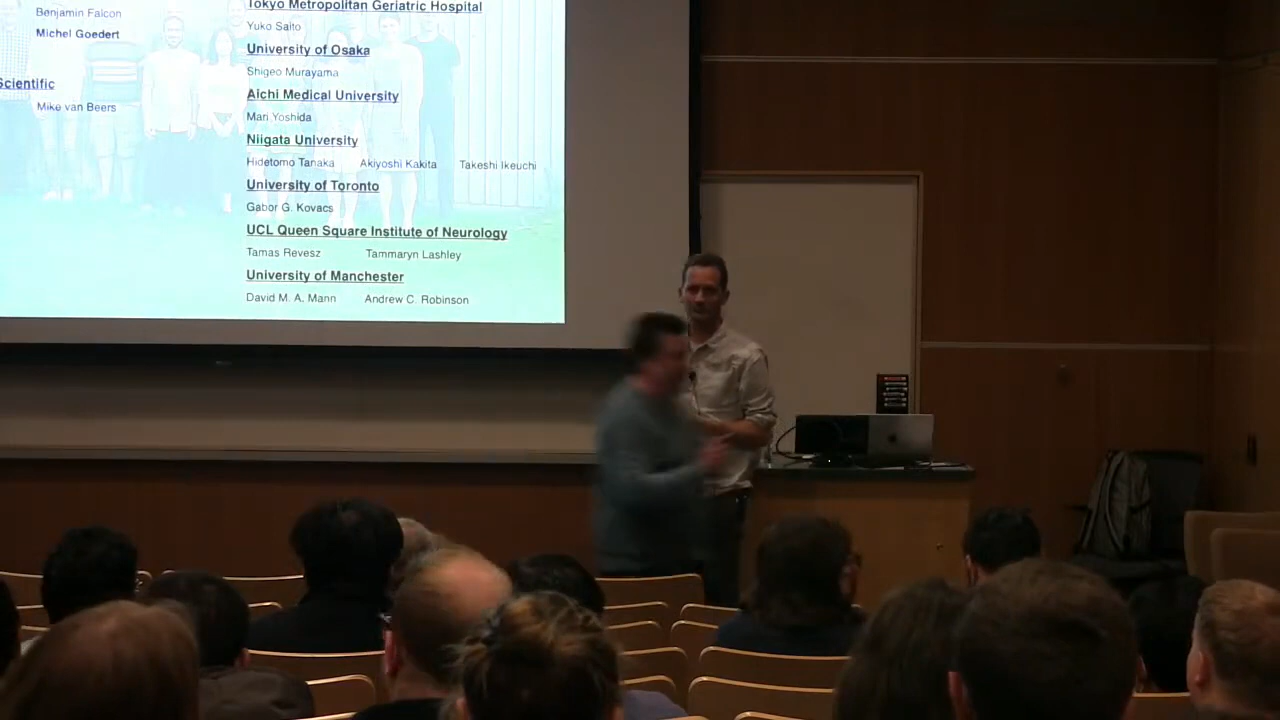 Benjamin Falcon
Michel Goedert
Scientific
Mike van Beers
Tokyo Metropolitan Geriatric Hospital
Yuko Saito
University of Osaka
Shigeo Murayama
Aichi Medical University
Mari Yoshida
Niigata University
Hidetomo Tanaka Akiyoshi Kakita Takeshi Ikeuchi
University of Toronto
Gabor G. Kovacs
UCL Queen Square Institute of Neurology
Tamas Revesz Tammaryn Lashley
University of Manchester
David M. A. Mann Andrew C. Robinson